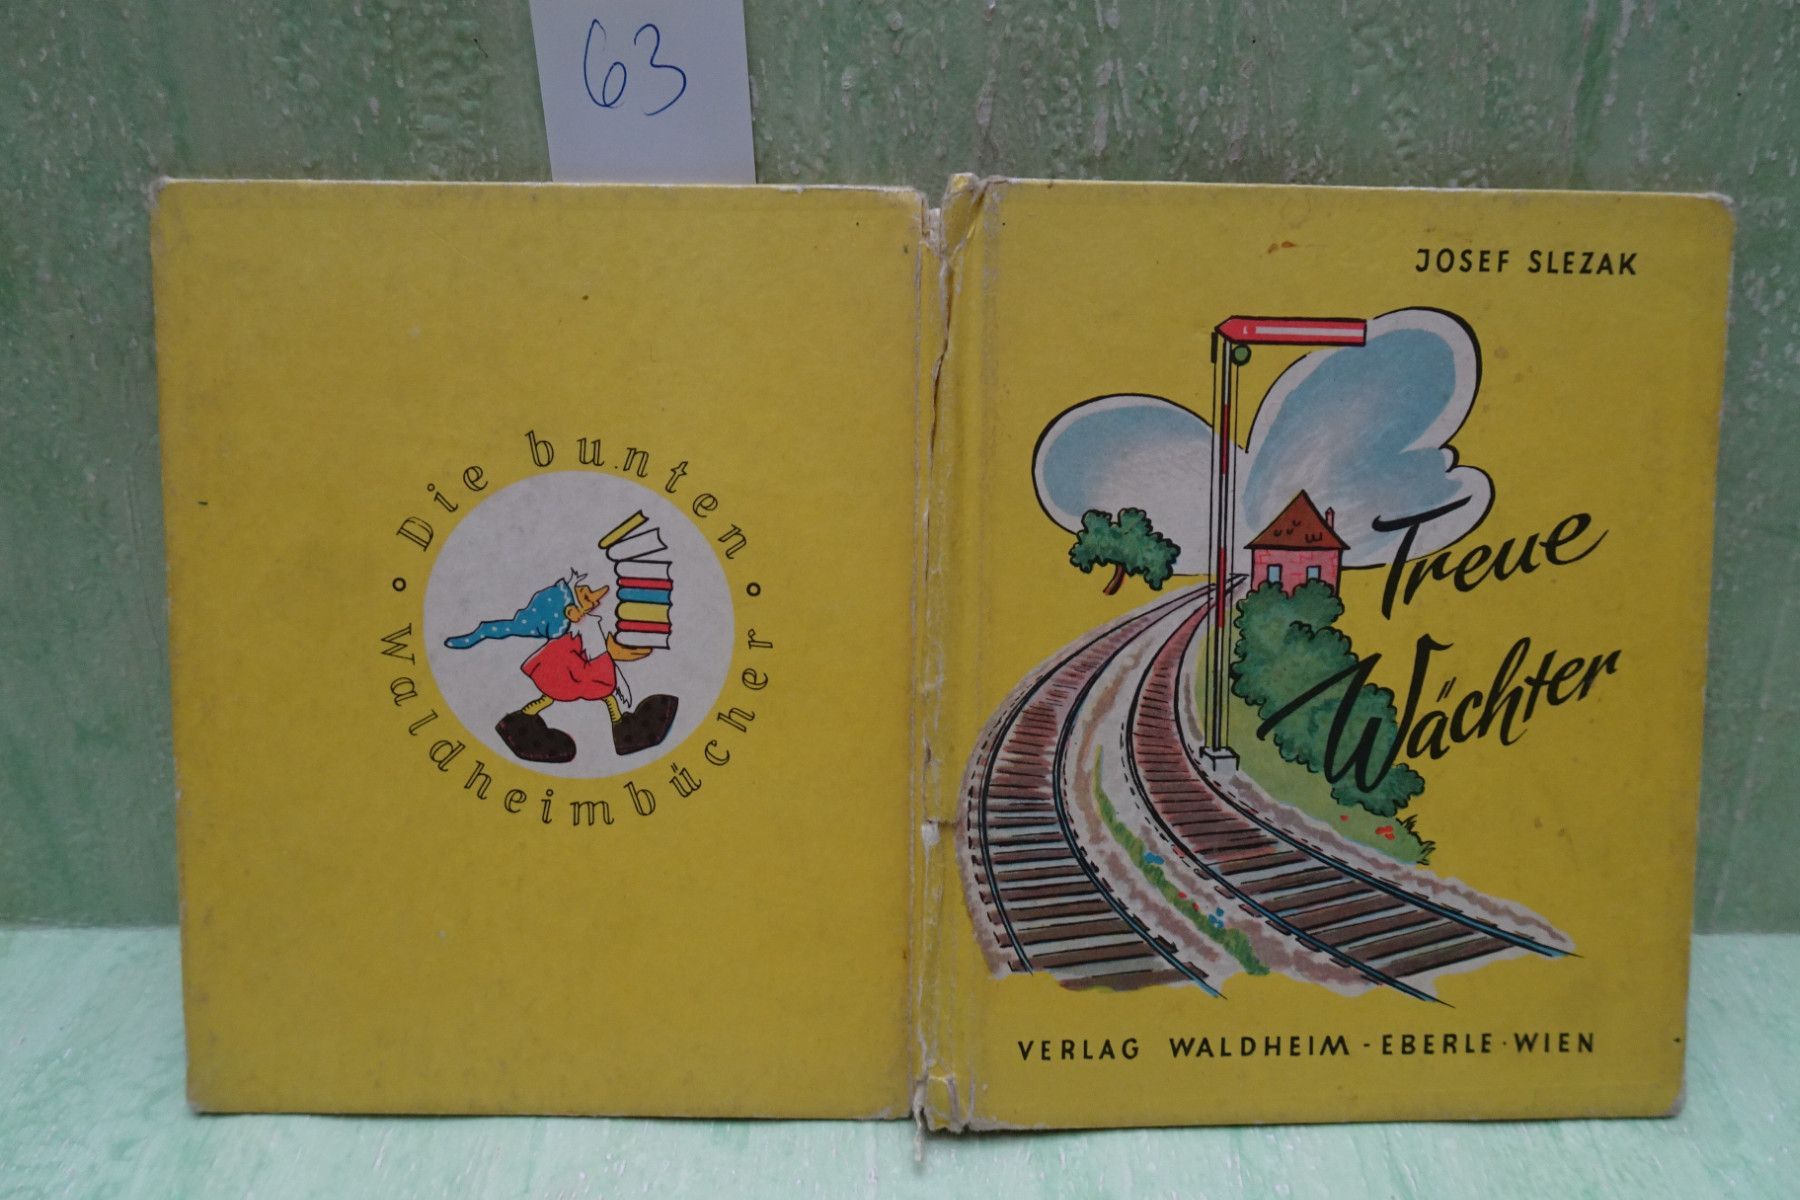 63
Die bunten
Waldheimbücher
JOSEF SLEZAK
Treue
Wächter
VERLAG WALDHEIM-EBERLE·WIEN